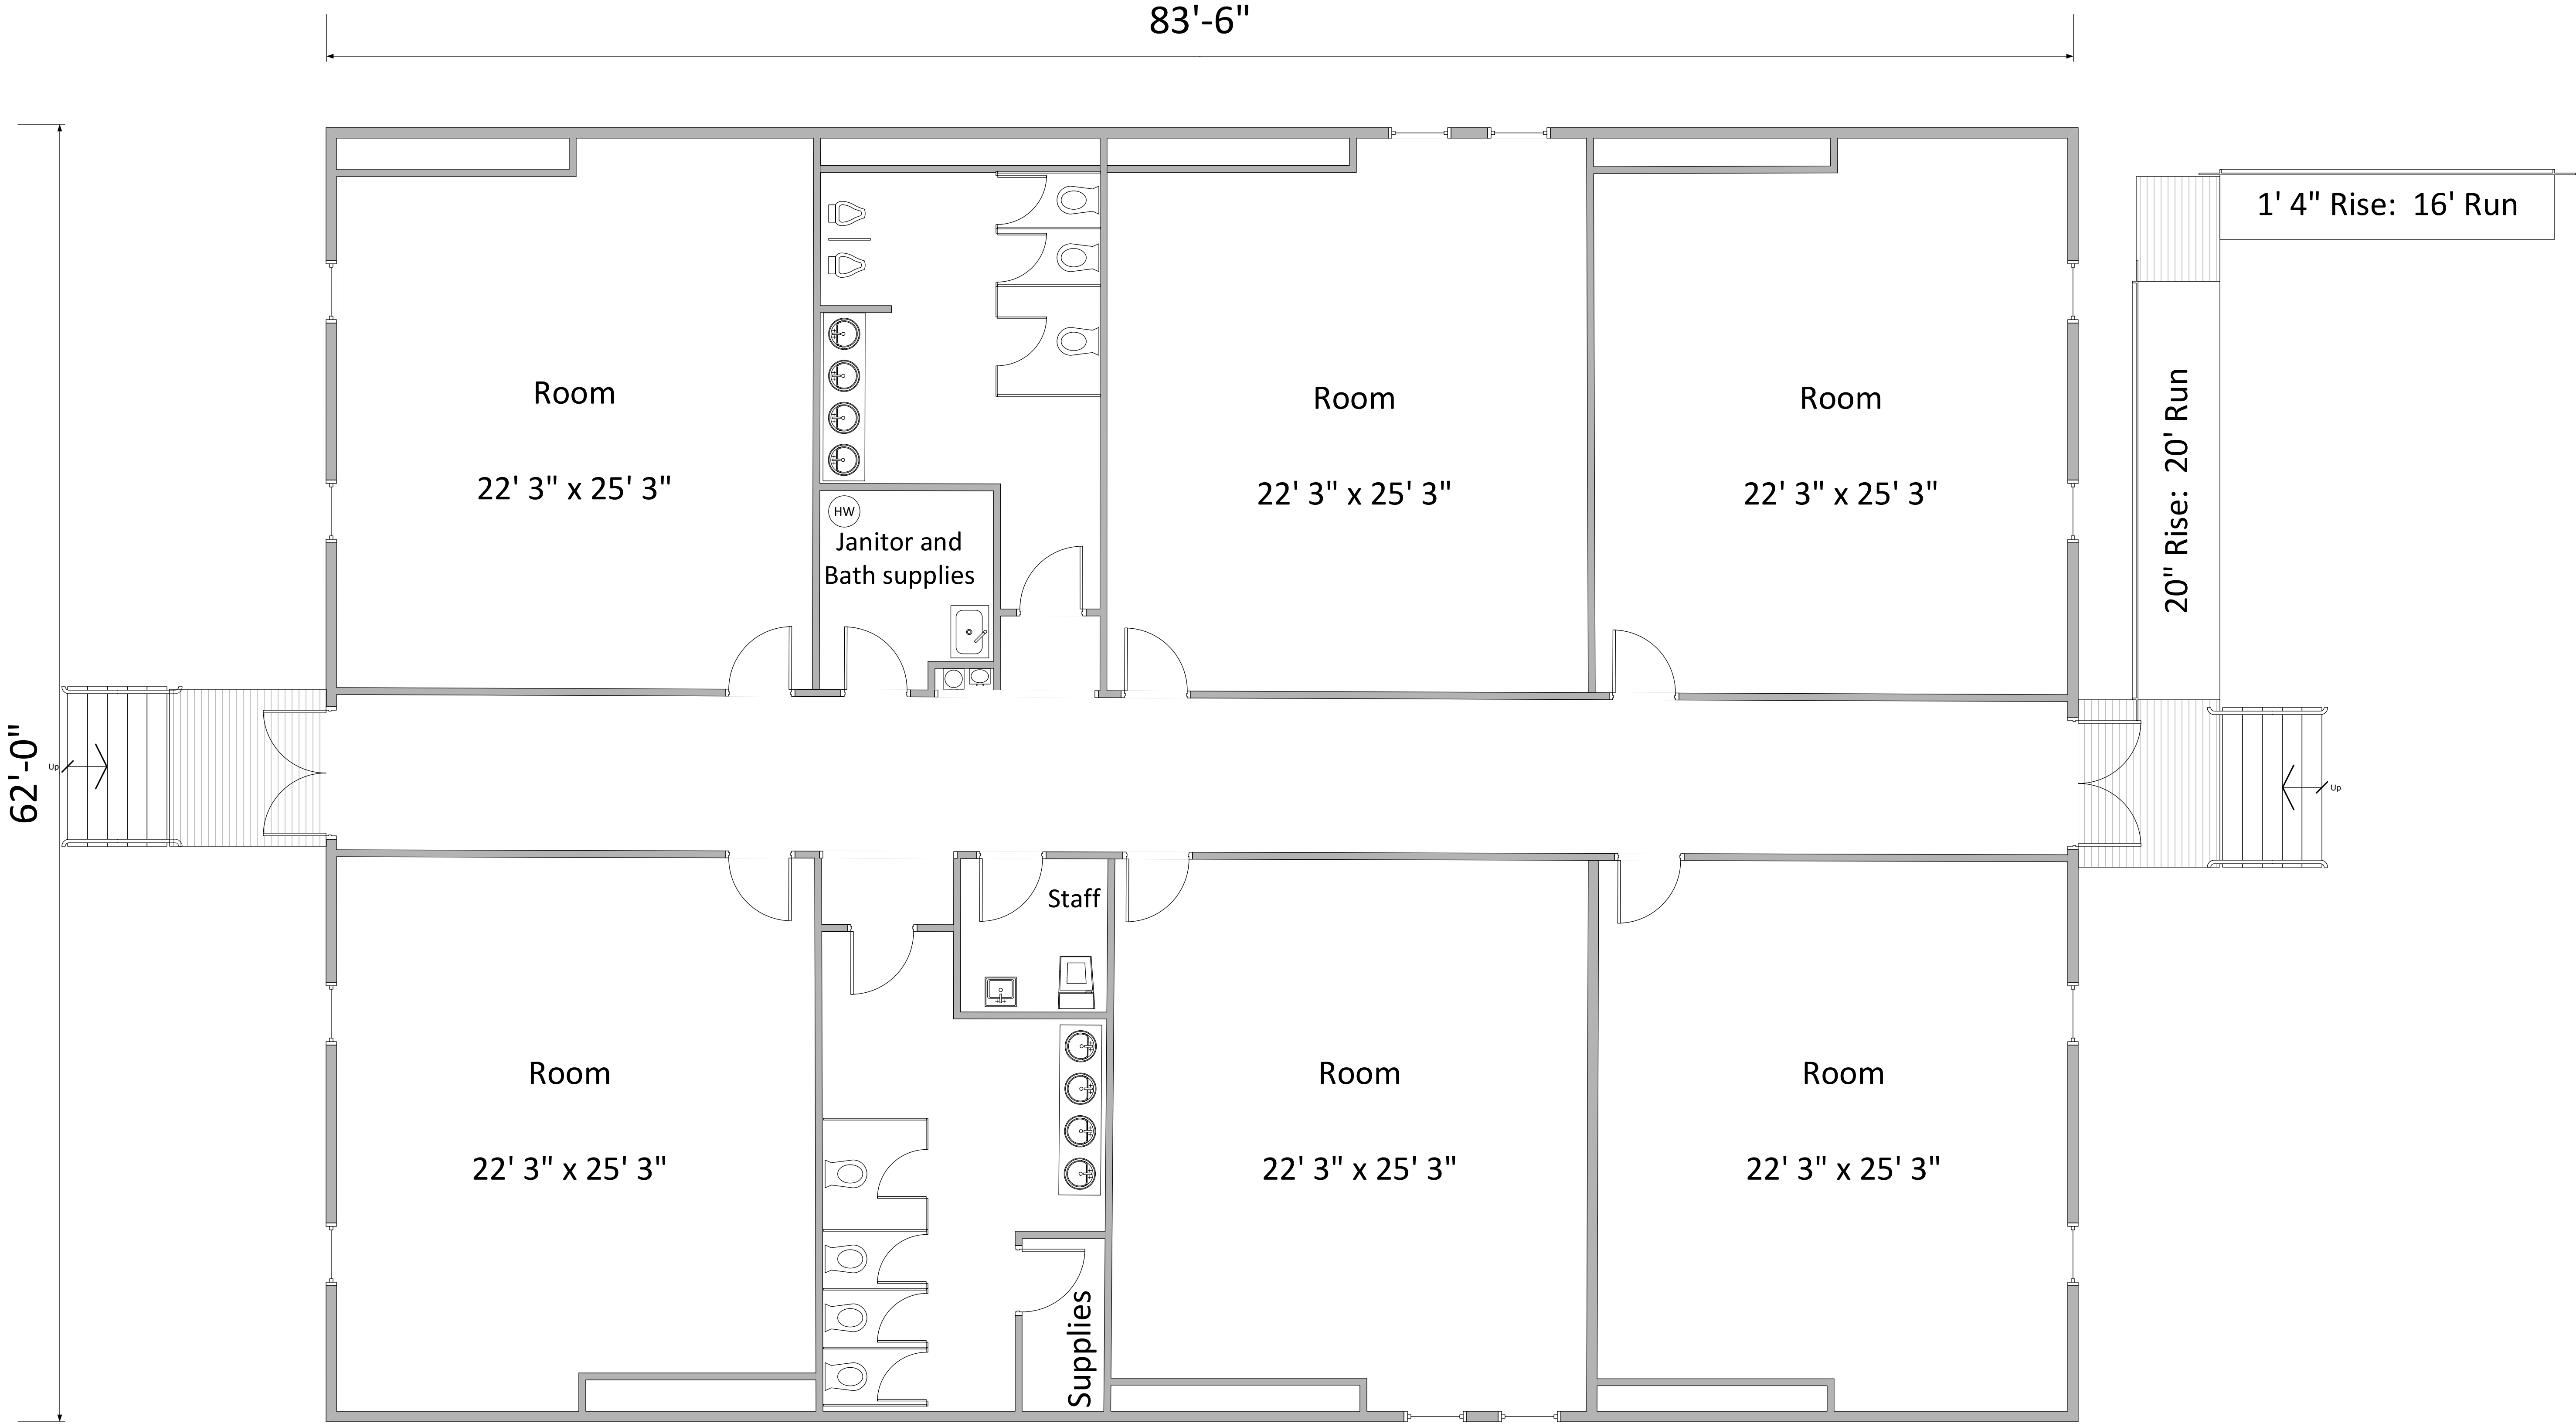 83'-6"
1' 4" Rise:  16' Run
Room
22' 3" x 25' 3"
Room
22' 3" x 25' 3"
Room
22' 3" x 25' 3"
20" Rise:  20' Run
HW
Janitor and
Bath supplies
62'-0"
Up
Up
Staff
Room
22' 3" x 25' 3"
Room
22' 3" x 25' 3"
Room
22' 3" x 25' 3"
Supplies